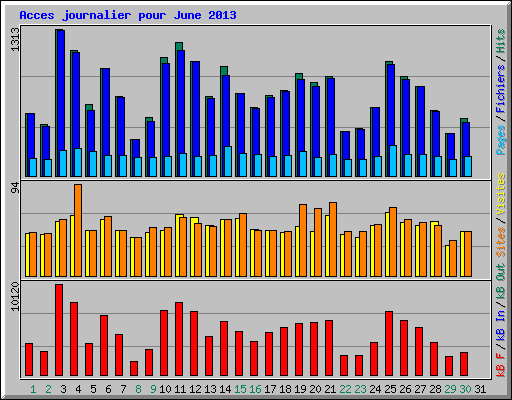 Acces journalier pour June 2013
1313
94
10120
Pages / Fichiers / Hits
Sites / Visites
kB F / kB In / kB Out
1 2 3 4 5 6 7 8 9 10 11 12 13 14 15 16 17 18 19 20 21 22 23 24 25 26 27 28 29 30 31